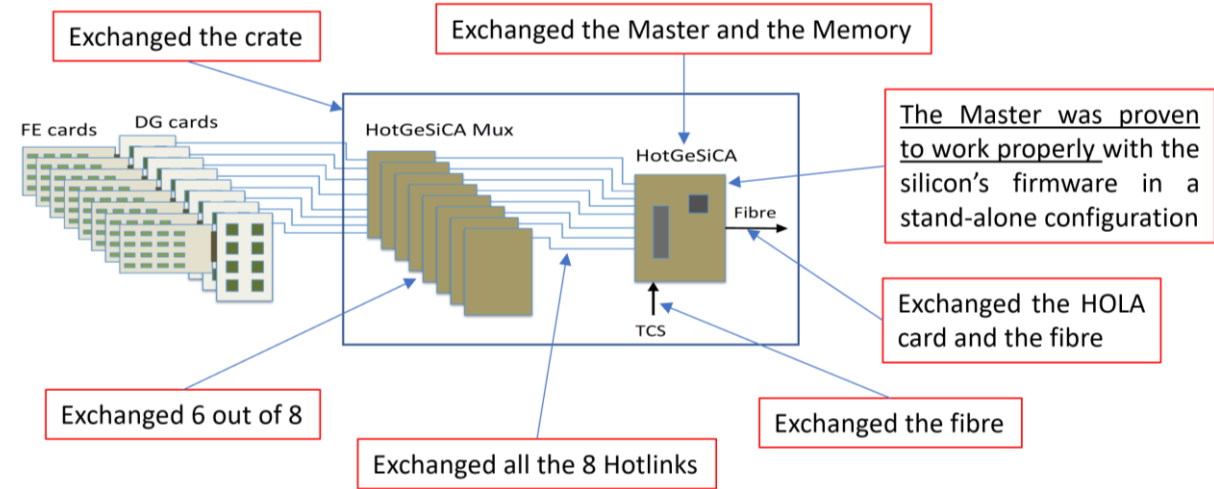 Exchanged the crate
Exchanged the Master and the Memory
FE cards
DG cards
HotGeSiCA Mux
HotGeSiCA
Fibre
TCS
The Master was proven
to work properly with the
silicon's firmware in a
stand-alone configuration
Exchanged the HOLA
card and the fibre
Exchanged 6 out of 8
Exchanged all the 8 Hotlinks
Exchanged the fibre